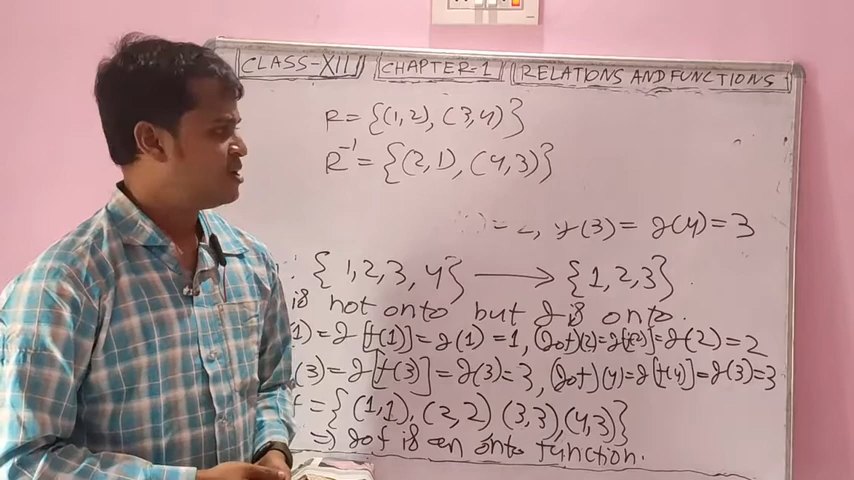 CLASS-XII CHAPTER-1 RELATIONS AND FUNCTIONS
R = {(1,2), (3,4)}
R⁻¹ = {(2,1), (4,3)}
= 2, g(3) = g(4) = 3
{1,2,3,4} → {1,2,3}
is not onto but g is onto.
1) = g[f(1)] = g(1) = 1, (gof)(2) = g[f(2)] = g(2) = 2
(3) = g[f(3)] = g(3) = 3, (gof)(4) = g[f(4)] = g(3) = 3
f = {(1,1), (2,2) (3,3), (4,3)}
⇒ gof is an onto function.